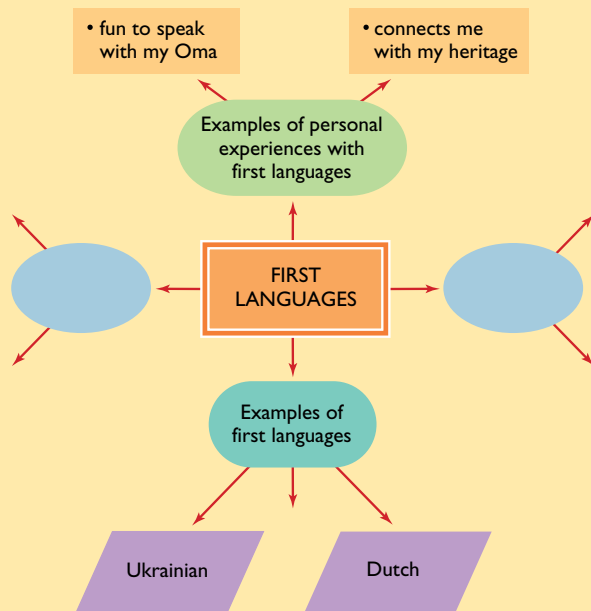 • fun to speak
with my Oma
• connects me
with my heritage
Examples of personal
experiences with
first languages
FIRST
LANGUAGES
Examples of
first languages
Ukrainian
Dutch